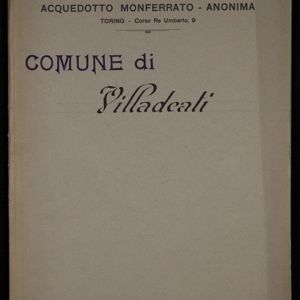 ACQUEDOTTO MONFERRATO - ANONIMA
TORINO - Corso Re Umberto, 9
COMUNE di
Villadeati